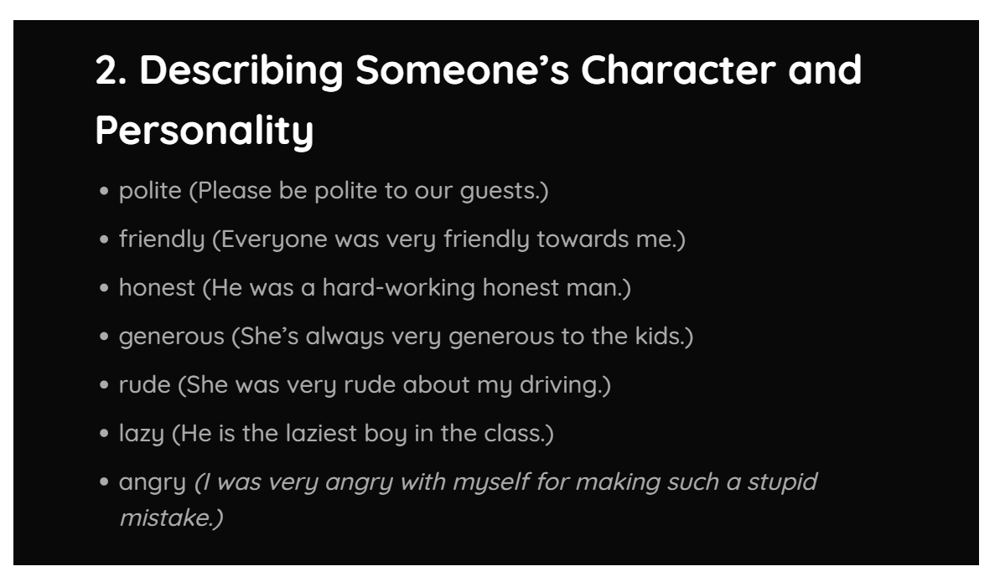 2. Describing Someone’s Character and
Personality
• polite (Please be polite to our guests.)
• friendly (Everyone was very friendly towards me.)
• honest (He was a hard-working honest man.)
• generous (She’s always very generous to the kids.)
• rude (She was very rude about my driving.)
• lazy (He is the laziest boy in the class.)
• angry (I was very angry with myself for making such a stupid
mistake.)